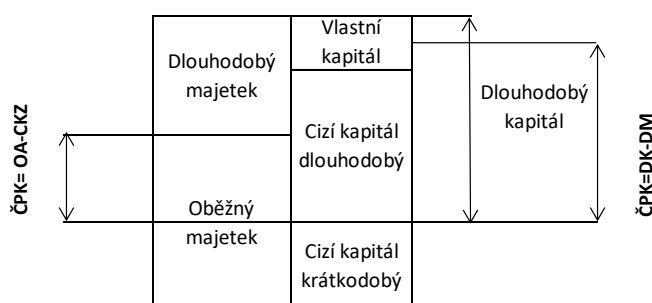 ČPK= OA-CKZ
Dlouhodobý
majetek
Oběžný
majetek
Vlastní
kapitál
Cizí kapitál
dlouhodobý
Cizí kapitál
krátkodobý
Dlouhodobý
kapitál
ČPK=DK-DM